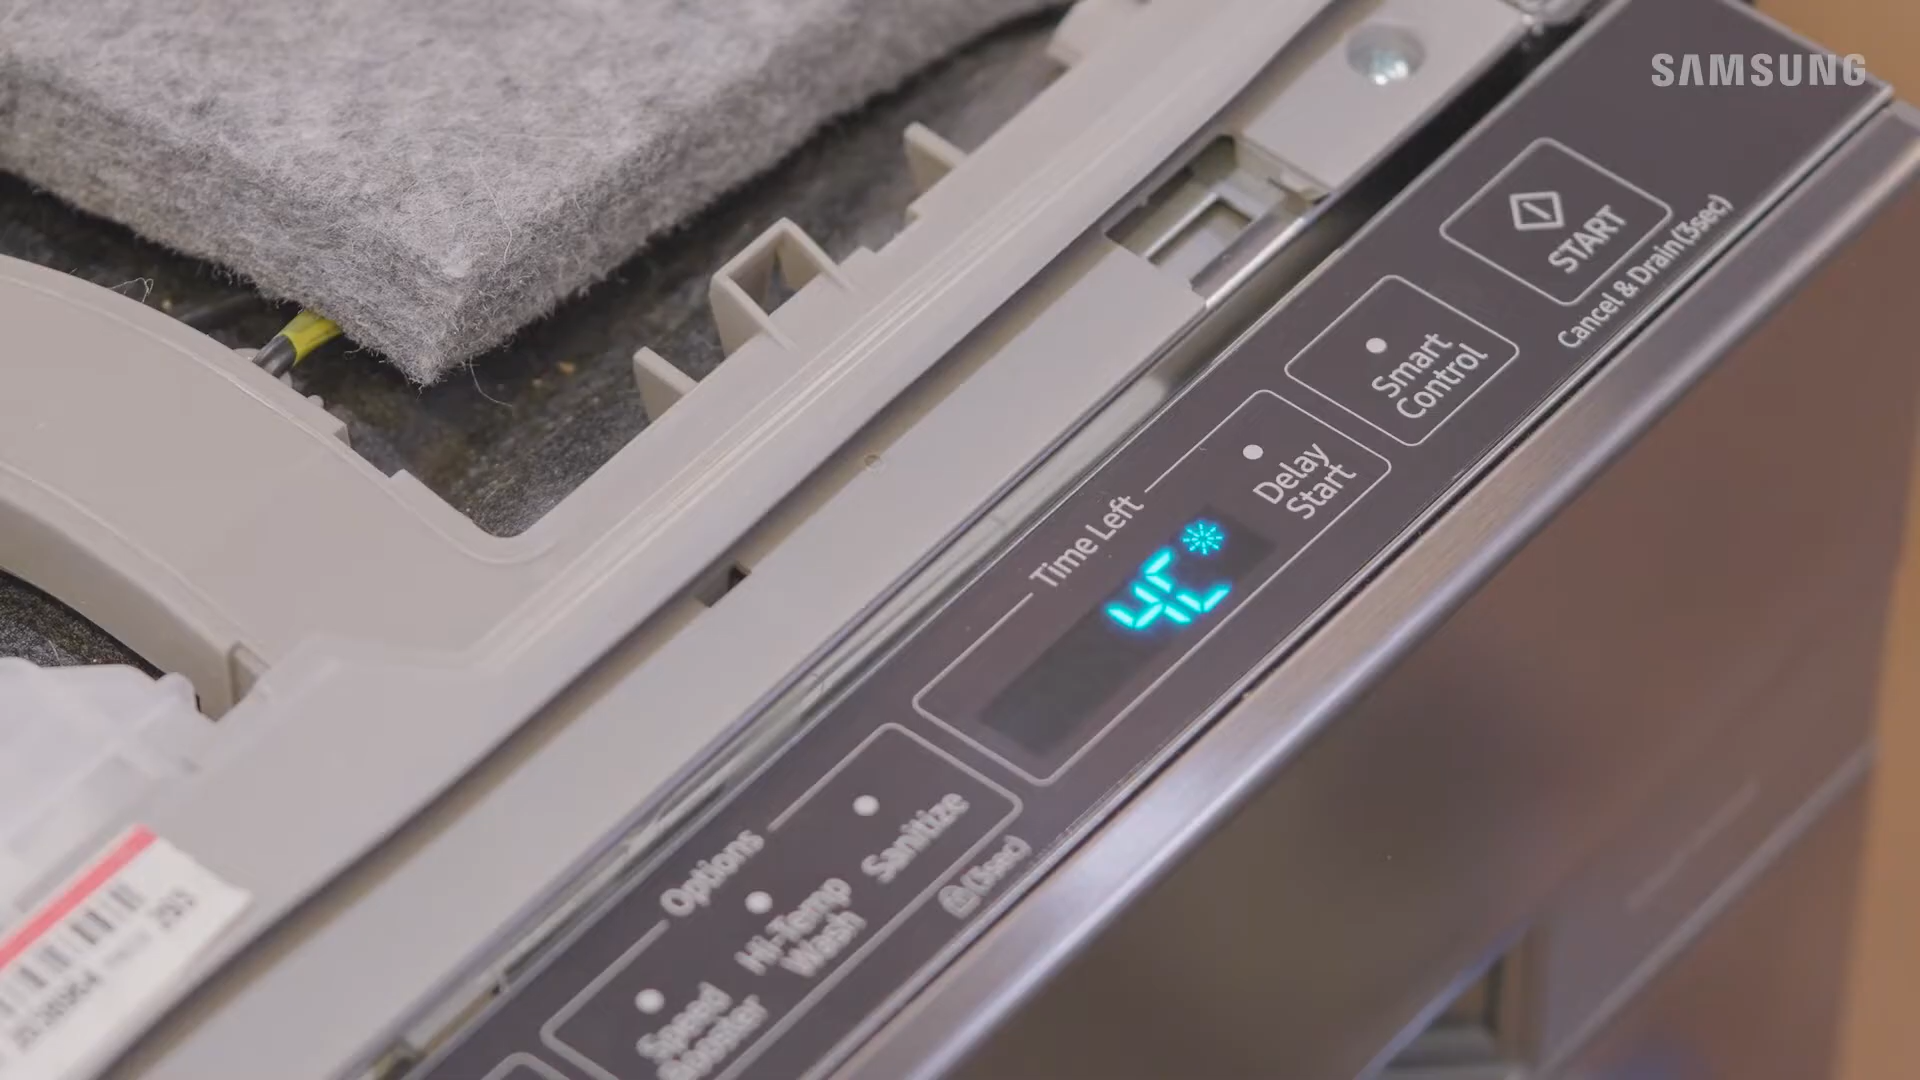 SAMSUNG
START
Cancel & Drain(3sec)
Smart
Control
Delay
Start
Time Left
4C
Sanitize
(3sec)
Options
Hi-Temp
Wash
Speed
Booster